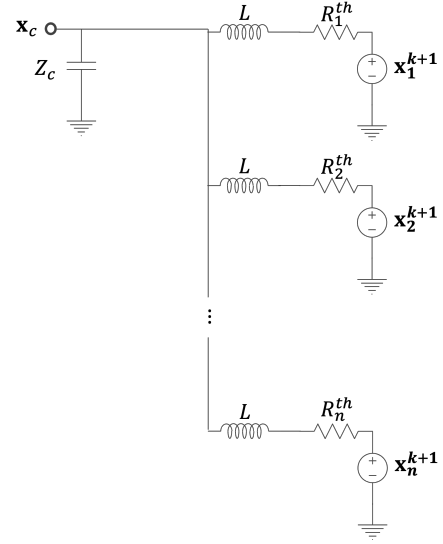 x_c
Z_c
L
R_1^{th}
+
−
x_1^{k+1}
L
R_2^{th}
+
−
x_2^{k+1}
⋮
L
R_n^{th}
+
−
x_n^{k+1}